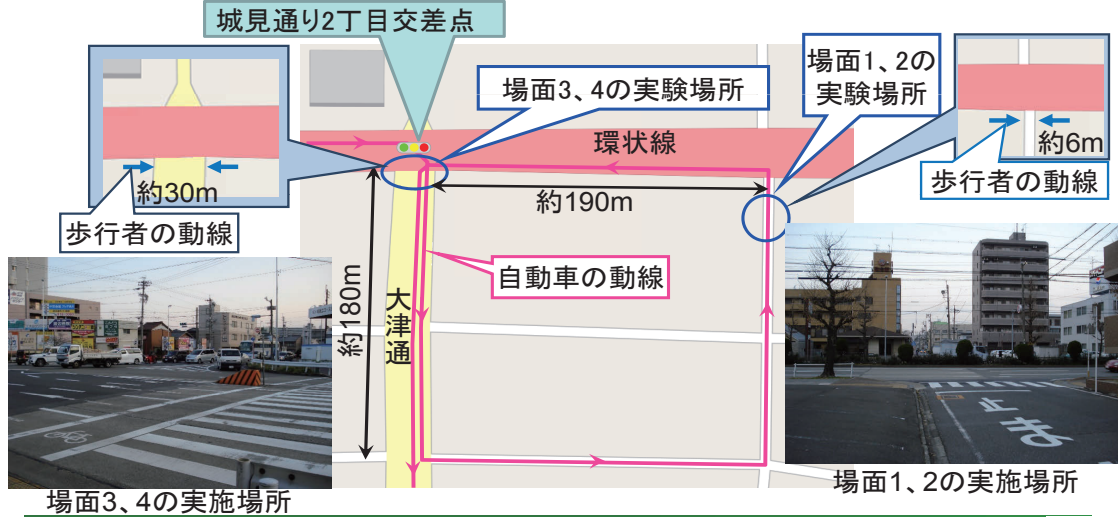 城見通り2丁目交差点
場面3、4の実験場所
場面1、2の
実験場所
環状線
約30m
歩行者の動線
約6m
歩行者の動線
約190m
自動車の動線
大津通
約180m
止まれ
場面3、4の実施場所
場面1、2の実施場所